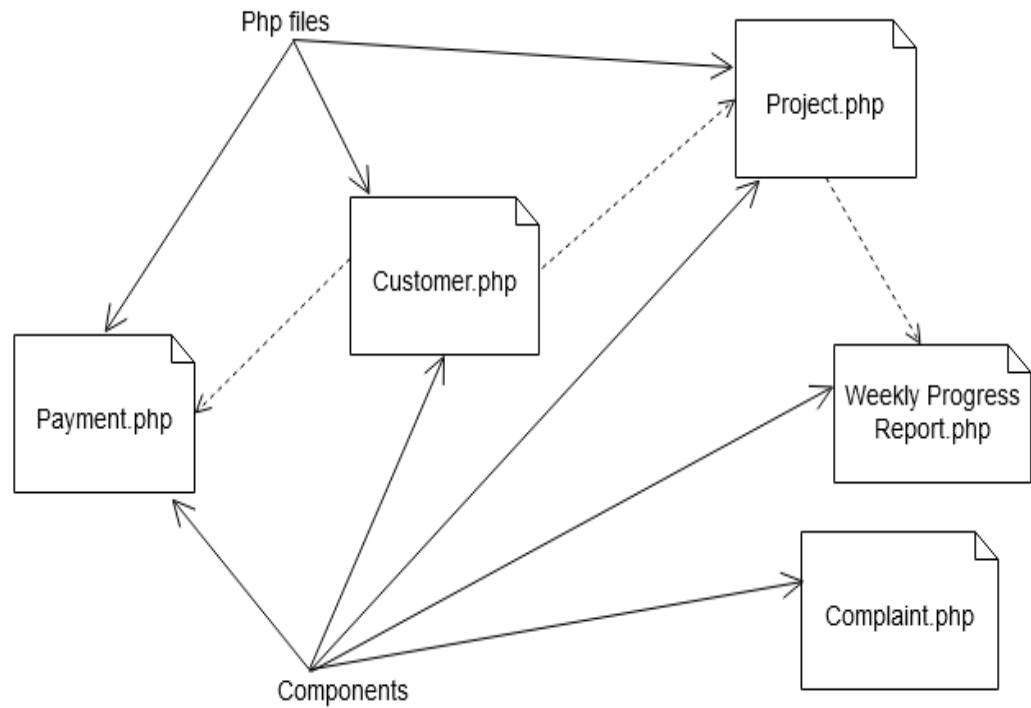 Php files
Project.php
Customer.php
Payment.php
Weekly Progress
Report.php
Complaint.php
Components